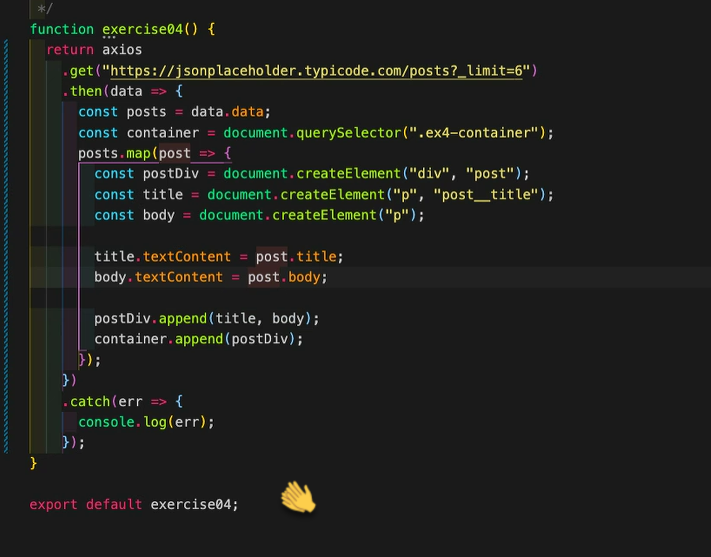 */
function exercise04() {
return axios
.get("https://jsonplaceholder.typicode.com/posts?_limit=6")
.then(data => {
const posts = data.data;
const container = document.querySelector(".ex4-container");
posts.map(post => {
const postDiv = document.createElement("div", "post");
const title = document.createElement("p", "post__title");
const body = document.createElement("p");
title.textContent = post.title;
body.textContent = post.body;
postDiv.append(title, body);
container.append(postDiv);
});
})
.catch(err => {
console.log(err);
});
}
export default exercise04;